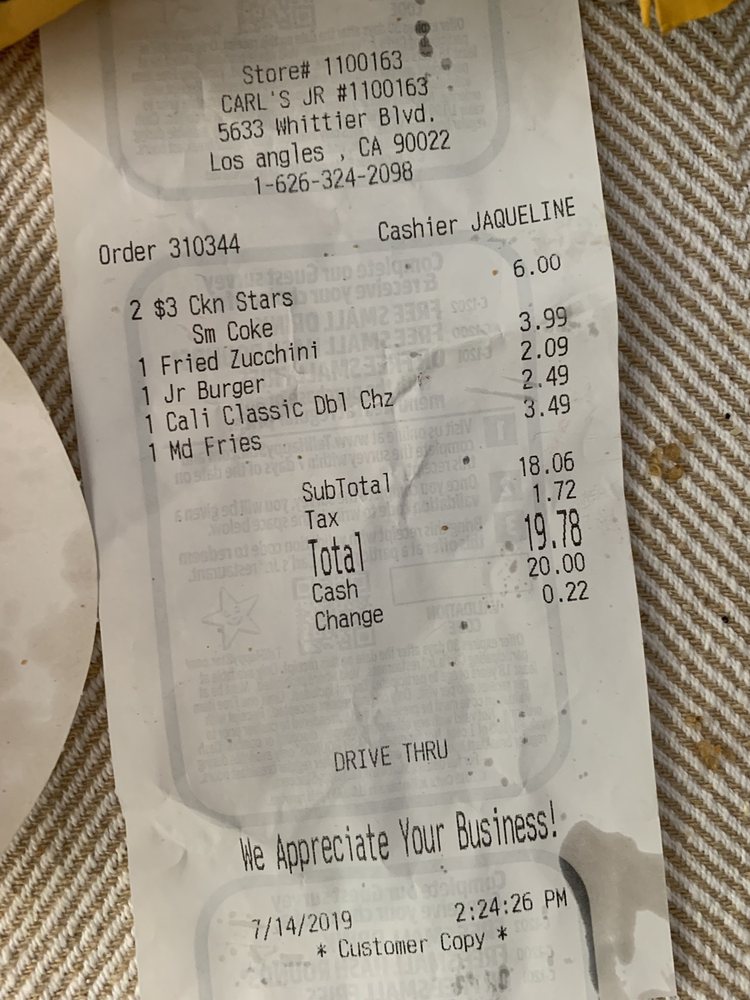 Store# 1100163
CARL'S JR #1100163
5633 Whittier Blvd.
Los angles , CA 90022
1-626-324-2098
Order 310344 Cashier JAQUELINE
2 $3 Ckn Stars 6.00
Sm Coke
1 Fried Zucchini 3.99
1 Jr Burger 2.09
1 Cali Classic Dbl Chz 2.49
1 Md Fries 3.49
SubTotal 18.06
Tax 1.72
Total 19.78
Cash 20.00
Change 0.22
DRIVE THRU
We Appreciate Your Business!
7/14/2019 2:24:26 PM
* Customer Copy *